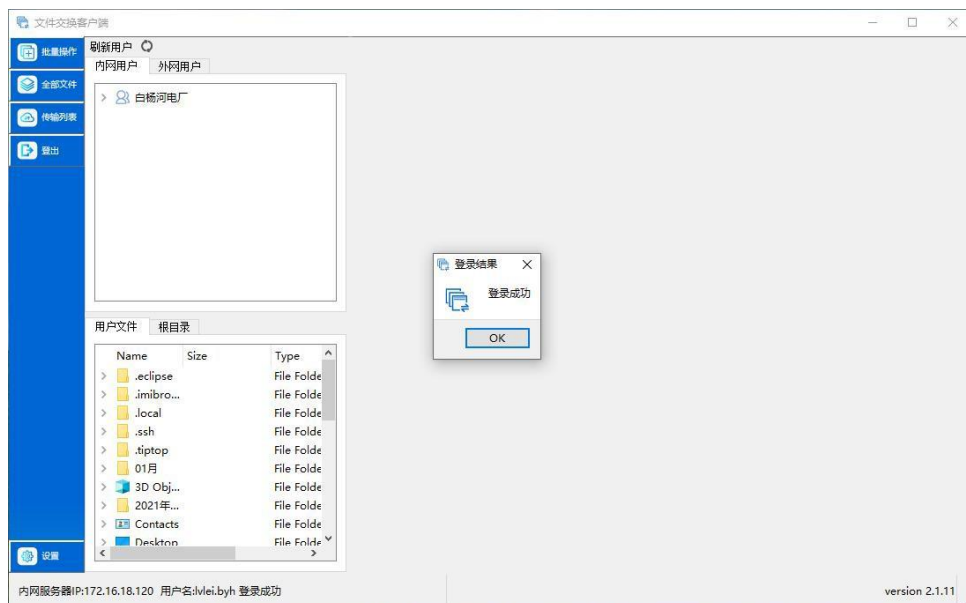 文件交换客户端
批量操作
全部文件
传输列表
登出
设置
刷新用户
内网用户 外网用户
白杨河电厂
用户文件 根目录
Name Size Type
.eclipse File Folde
.imibro... File Folde
.local File Folde
.ssh File Folde
.tiptop File Folde
01月 File Folde
3D Obj... File Folde
2021年... File Folde
Contacts File Folde
Desktop File Folde
登录结果
登录成功
OK
内网服务器IP:172.16.18.120 用户名:lvlei.byh 登录成功
version 2.1.11